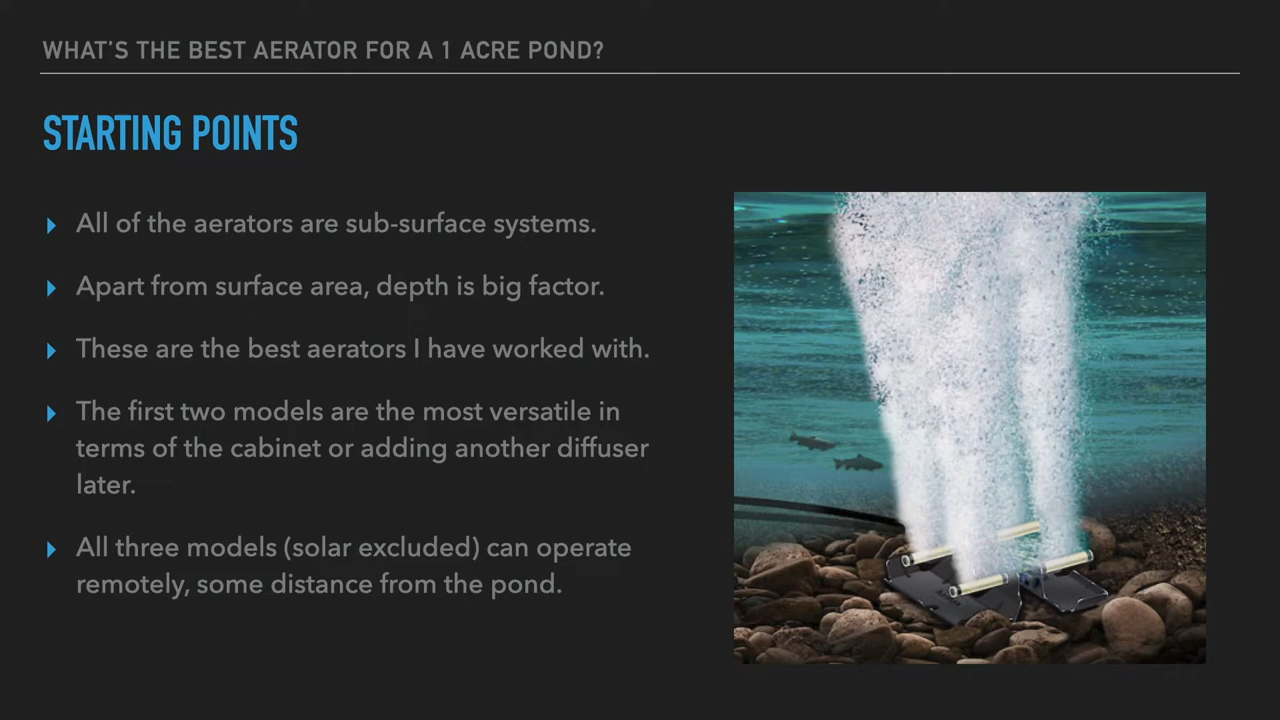 WHAT'S THE BEST AERATOR FOR A 1 ACRE POND?
STARTING POINTS
All of the aerators are sub-surface systems.
Apart from surface area, depth is big factor.
These are the best aerators I have worked with.
The first two models are the most versatile in
terms of the cabinet or adding another diffuser
later.
All three models (solar excluded) can operate
remotely, some distance from the pond.